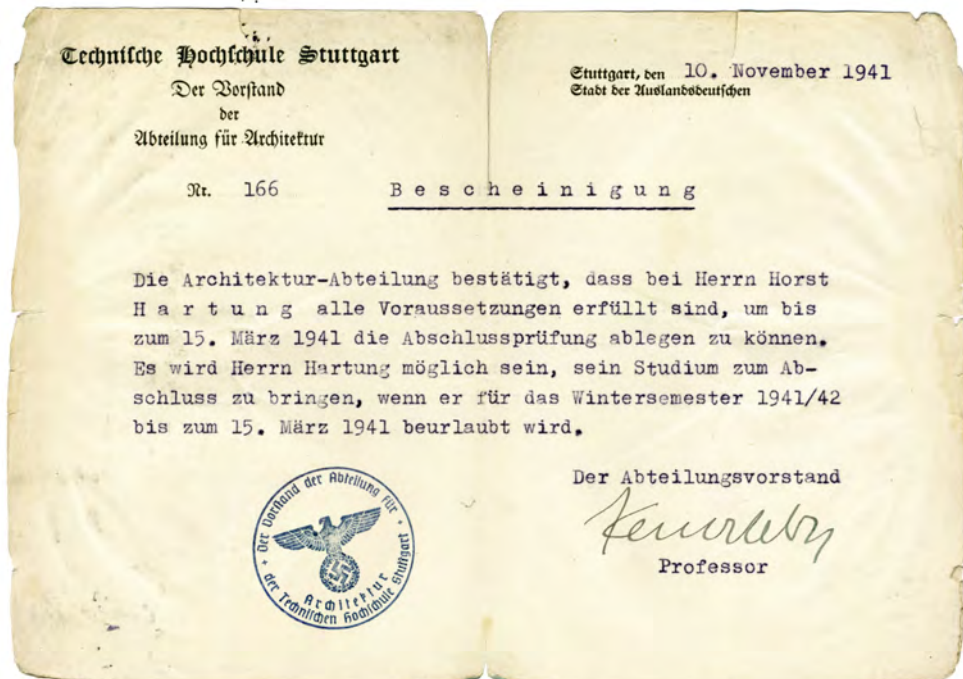 Technische Hochschule Stuttgart
Der Vorstand
der
Abteilung für Architektur
Stuttgart, den 10. November 1941
Stadt der Auslandsdeutschen
Nr. 166
Bescheinigung
Die Architektur-Abteilung bestätigt, dass bei Herrn Horst
Hartung alle Voraussetzungen erfüllt sind, um bis
zum 15. März 1941 die Abschlussprüfung ablegen zu können.
Es wird Herrn Hartung möglich sein, sein Studium zum Ab-
schluss zu bringen, wenn er für das Wintersemester 1941/42
bis zum 15. März 1941 beurlaubt wird.
Der Abteilungsvorstand
Professor
Der Vorstand der Abteilung für
Architektur
der Technischen Hochschule Stuttgart